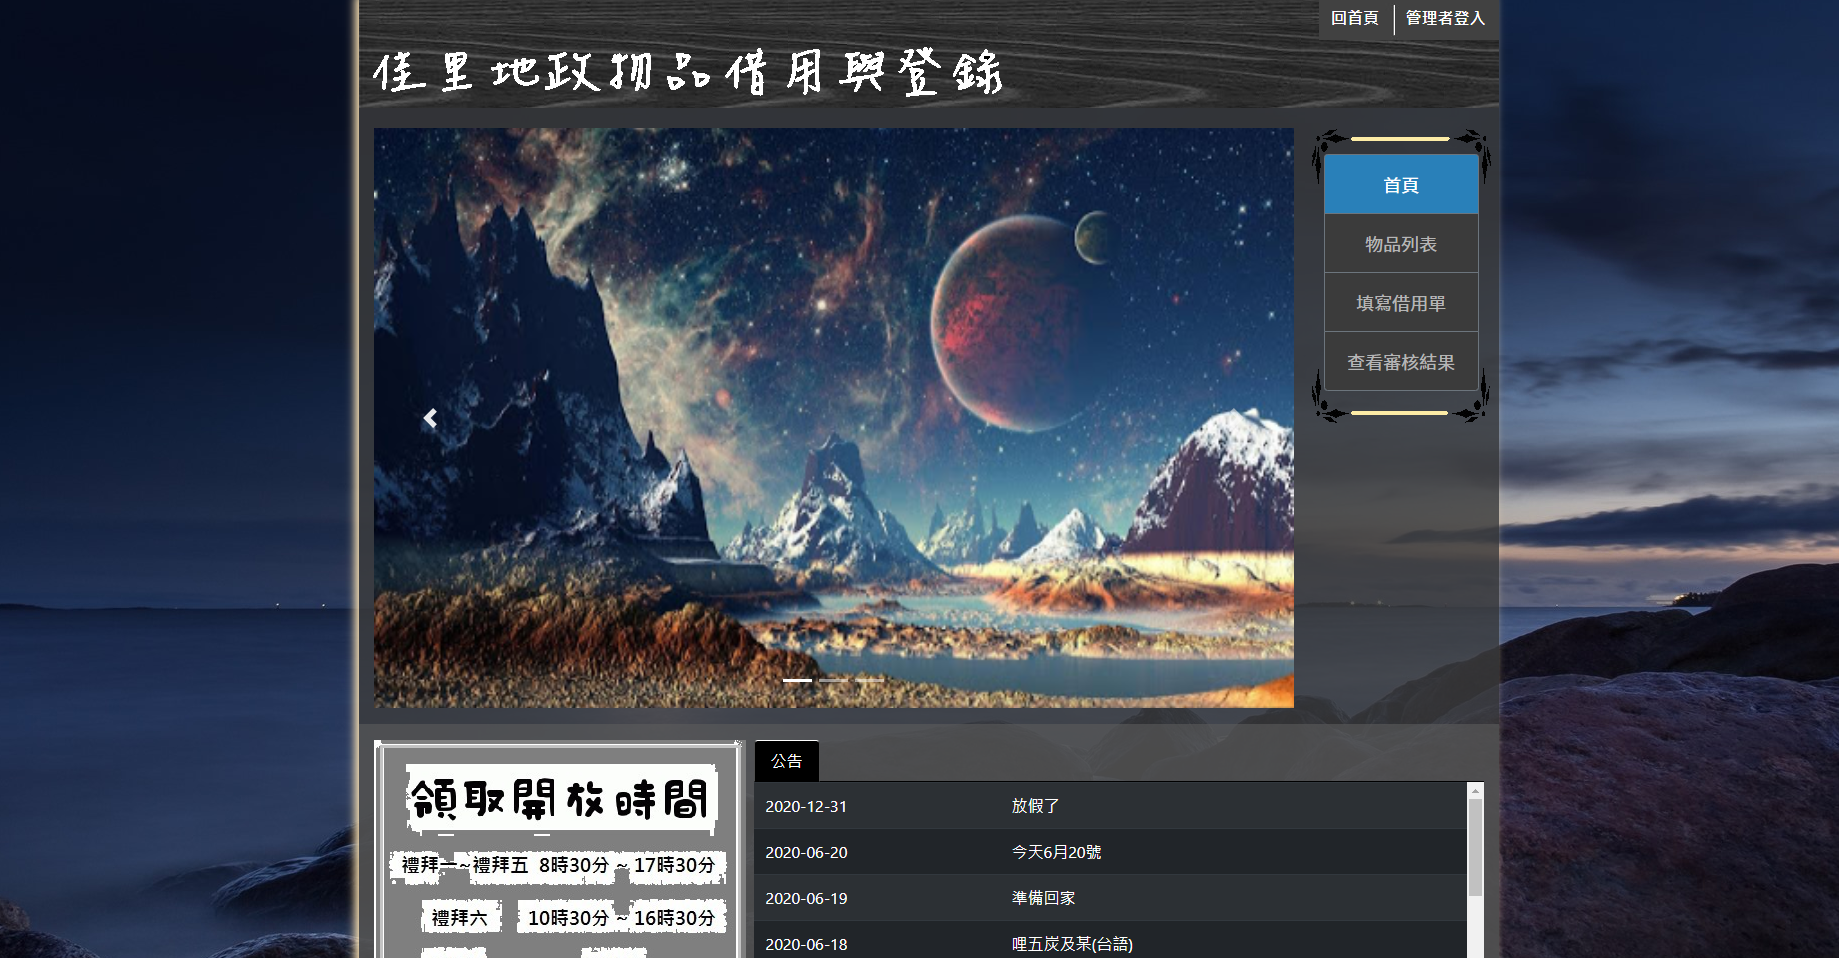 回首頁
管理者登入
佳里地政物品借用與登錄
首頁
物品列表
填寫借用單
查看審核結果
領取開放時間
禮拜一~禮拜五 8時30分 ~ 17時30分
禮拜六 10時30分 ~ 16時30分
公告
2020-12-31 放假了
2020-06-20 今天6月20號
2020-06-19 準備回家
2020-06-18 哩五炭及某(台語)